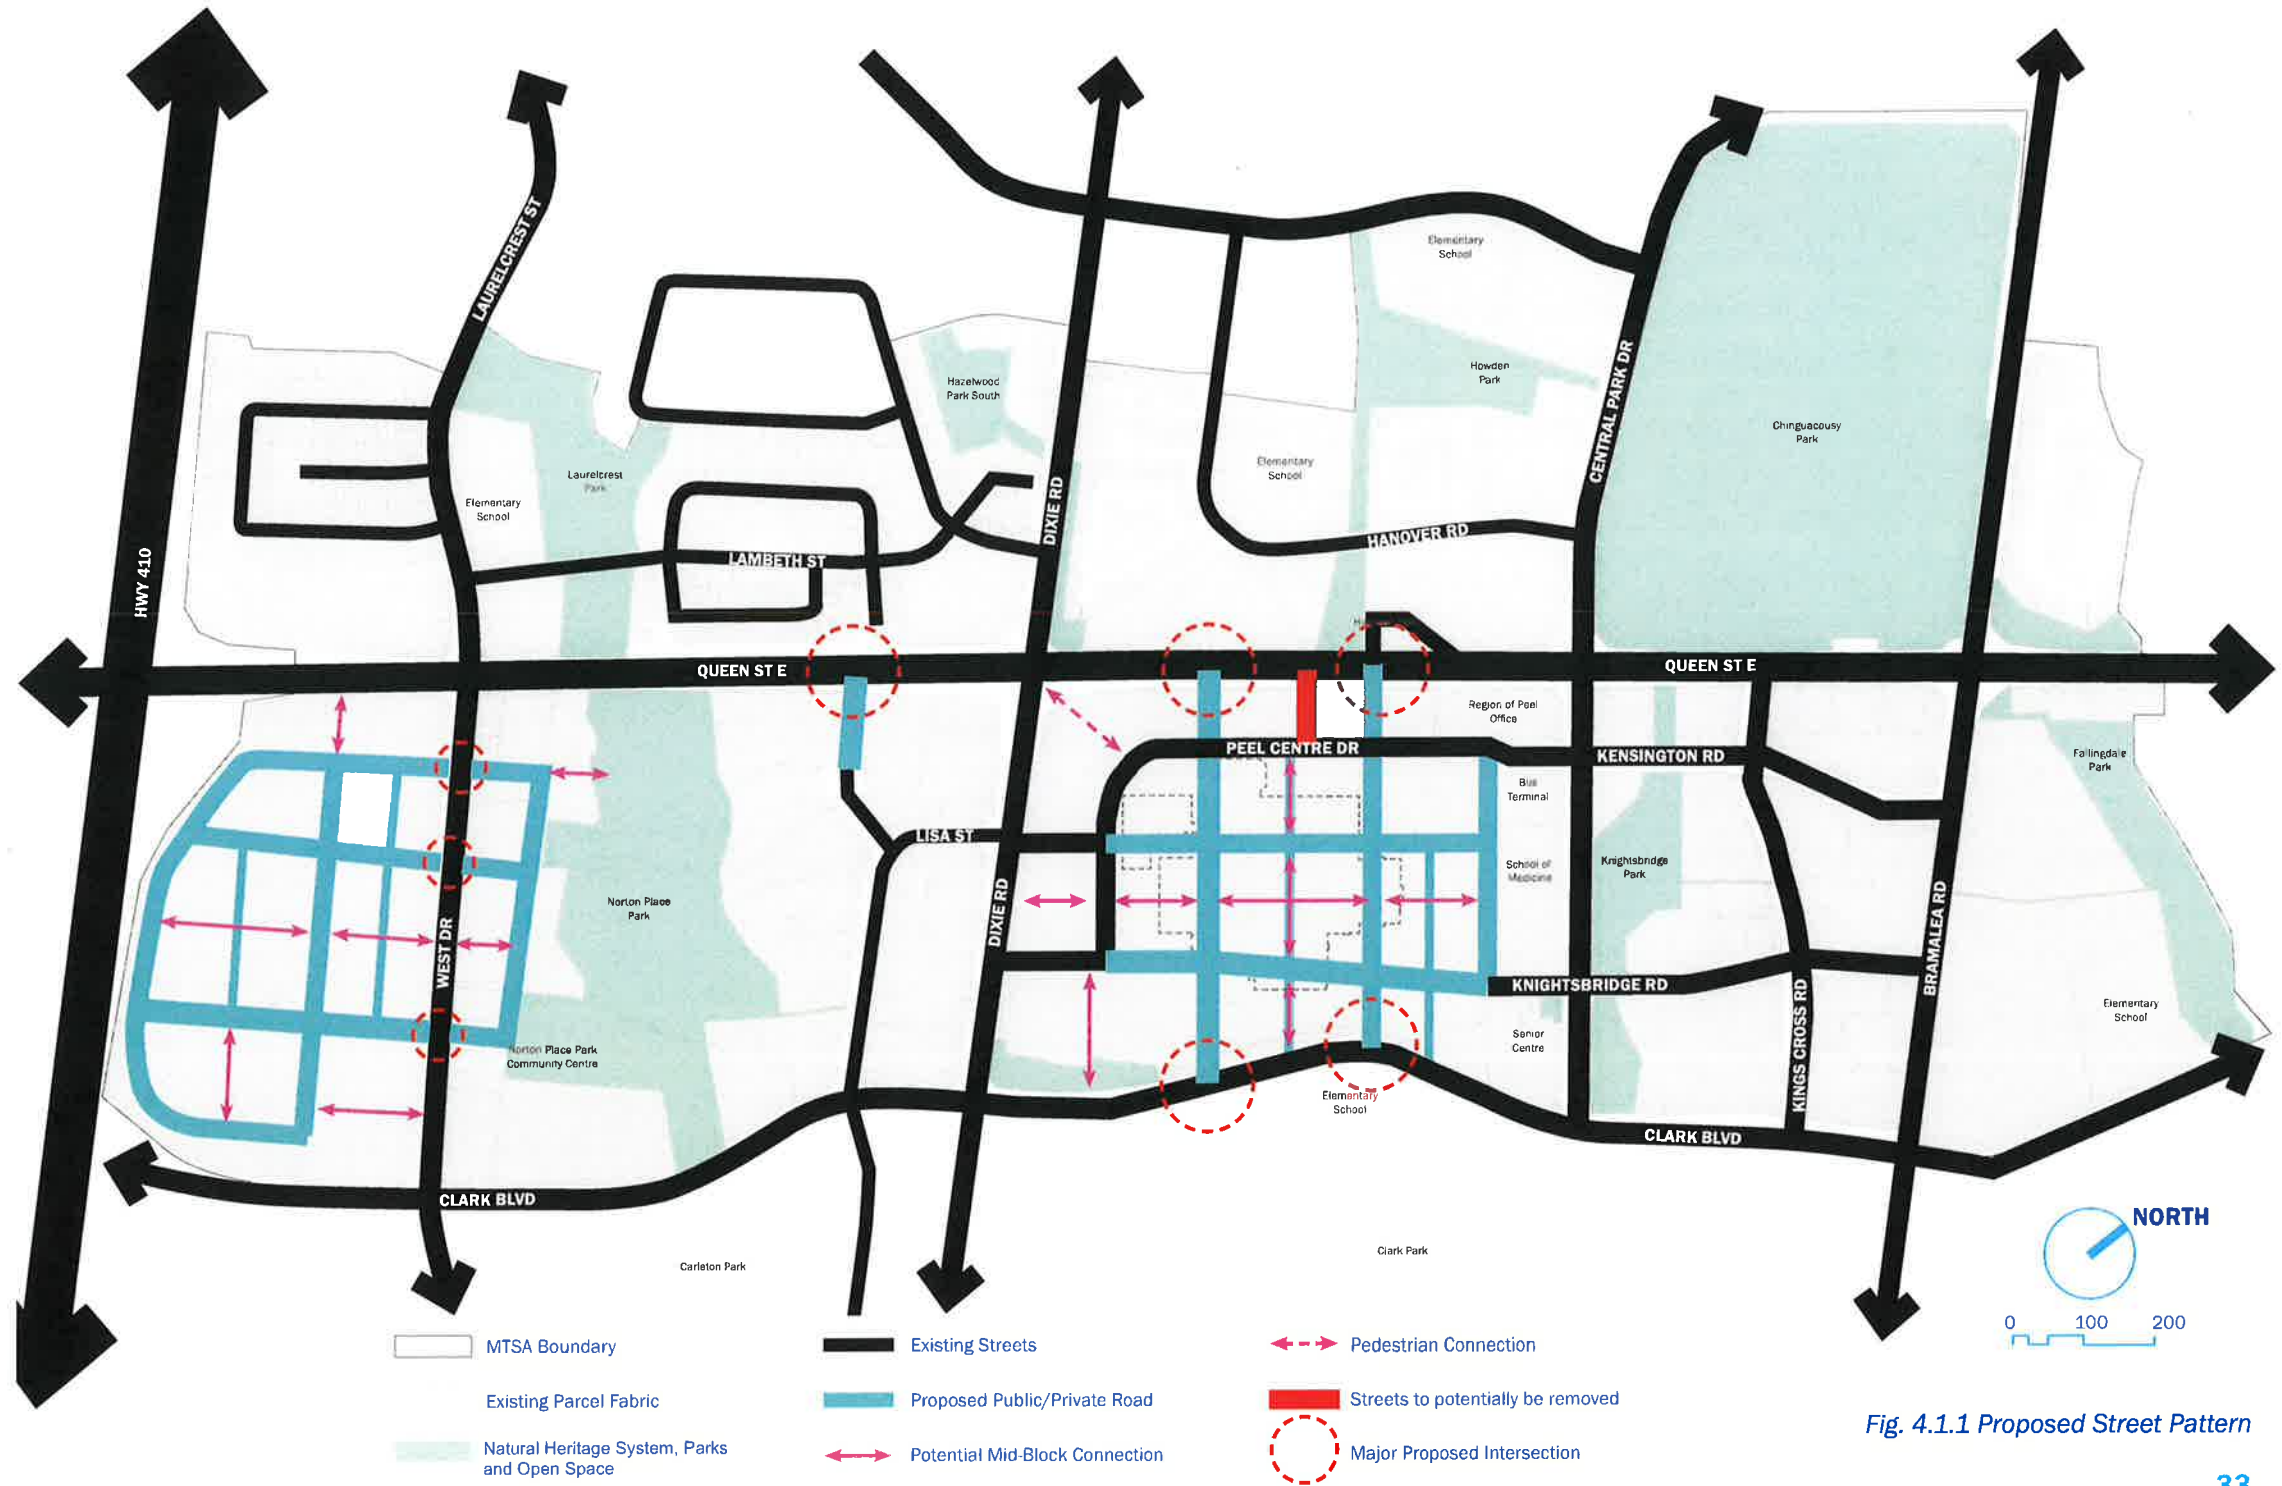 LAURELCREST ST
Elementary
School
Hazelwood
Park South
Howden
Park
CENTRAL PARK DR
Chinguacousy
Park
Elementary
School
Laurelcrest
Park
Elementary
School
DIXIE RD
HANOVER RD
LAMBETH ST
HWY 410
QUEEN ST E
QUEEN ST E
Region of Peel
Office
PEEL CENTRE DR
KENSINGTON RD
Fallingdale
Park
Bus
Terminal
LISA ST
School of
Medicine
Knightsbridge
Park
Norton Place
Park
DIXIE RD
WEST DR
BRAMALEA RD
KNIGHTSBRIDGE RD
KINGS CROSS RD
Elementary
School
Senior
Centre
Norton Place Park
Community Centre
Elementary
School
CLARK BLVD
CLARK BLVD
NORTH
Clark Park
Carleton Park
0 100 200
MTSA Boundary
Existing Streets
Pedestrian Connection
Existing Parcel Fabric
Proposed Public/Private Road
Streets to potentially be removed
Natural Heritage System, Parks
and Open Space
Potential Mid-Block Connection
Major Proposed Intersection
Fig. 4.1.1 Proposed Street Pattern
33